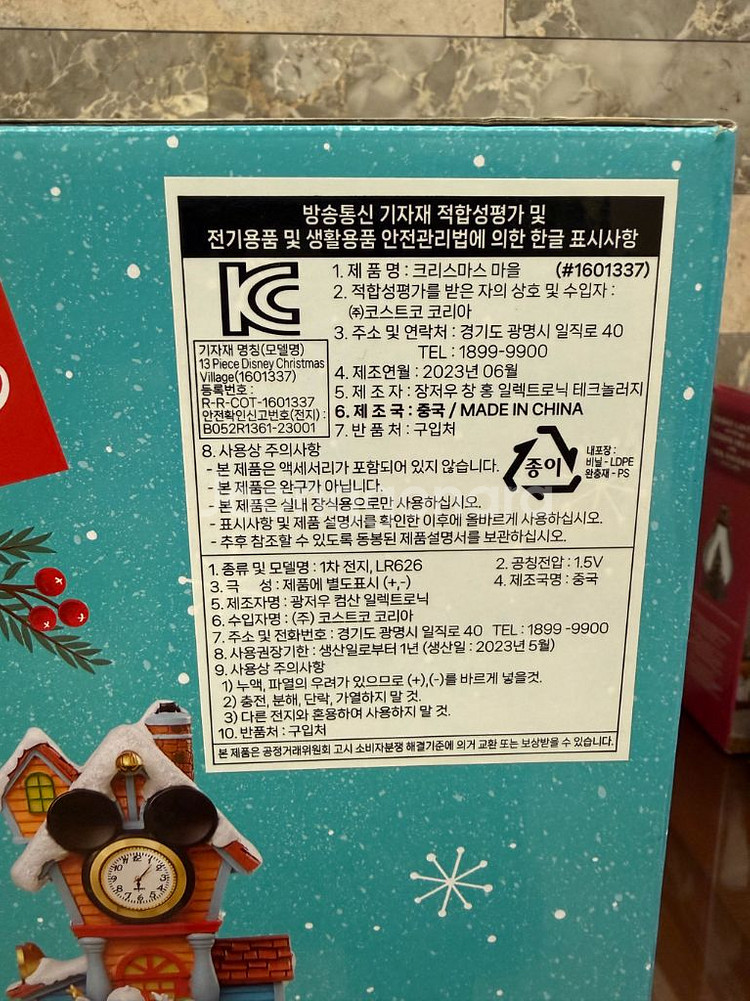 방송통신 기자재 적합성평가 및
전기용품 및 생활용품 안전관리법에 의한 한글 표시사항
기자재 명칭(모델명)
13 Piece Disney Christmas
Village(1601337)
등록번호 :
R-R-COT-1601337
안전확인신고번호(전지) :
B052R1361-23001
1. 제 품 명 : 크리스마스 마을 (#1601337)
2. 적합성평가를 받은 자의 상호 및 수입자 :
㈜코스트코 코리아
3. 주소 및 연락처 : 경기도 광명시 일직로 40
TEL : 1899-9900
4. 제조연월 : 2023년 06월
5. 제 조 자 : 장저우 창 홍 일렉트로닉 테크놀러지
6. 제 조 국 : 중국 / MADE IN CHINA
7. 반 품 처 : 구입처
8. 사용상 주의사항
- 본 제품은 액세서리가 포함되어 있지 않습니다.
- 본 제품은 완구가 아닙니다.
- 본 제품은 실내 장식용으로만 사용하십시오.
- 표시사항 및 제품 설명서를 확인한 이후에 올바르게 사용하십시오.
- 추후 참조할 수 있도록 동봉된 제품설명서를 보관하십시오.
종이
내포장 :
비닐 - LDPE
완충재 - PS
1. 종류 및 모델명 : 1차 전지, LR626 2. 공칭전압 : 1.5V
3. 극 성 : 제품에 별도표시 (+,-) 4. 제조국명 : 중국
5. 제조자명 : 광저우 컴산 일렉트로닉
6. 수입자명 : (주) 코스트코 코리아
7. 주소 및 전화번호 : 경기도 광명시 일직로 40 TEL : 1899 -9900
8. 사용권장기한 : 생산일로부터 1년 (생산일 : 2023년 5월)
9. 사용상 주의사항
1) 누액, 파열의 우려가 있으므로 (+),(-)를 바르게 넣을것.
2) 충전, 분해, 단락, 가열하지 말 것.
3) 다른 전지와 혼용하여 사용하지 말 것.
10. 반품처 : 구입처
본 제품은 공정거래위원회 고시 소비자분쟁 해결기준에 의거 교환 또는 보상받을 수 있습니다.